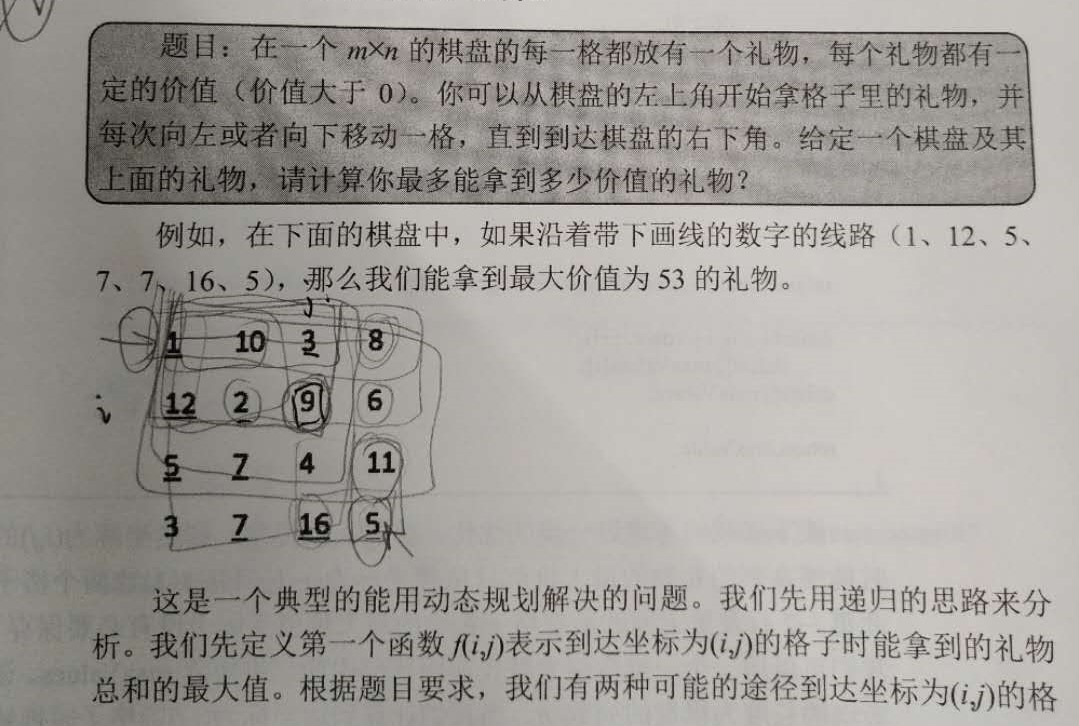 题目：在一个 m×n 的棋盘的每一格都放有一个礼物，每个礼物都有一
定的价值（价值大于 0）。你可以从棋盘的左上角开始拿格子里的礼物，并
每次向左或者向下移动一格，直到到达棋盘的右下角。给定一个棋盘及其
上面的礼物，请计算你最多能拿到多少价值的礼物？
例如，在下面的棋盘中，如果沿着带下画线的数字的线路（1、12、5、
7、7、16、5），那么我们能拿到最大价值为 53 的礼物。
j
1 10 3 8
i 12 2 9 6
5 7 4 11
3 7 16 5
这是一个典型的能用动态规划解决的问题。我们先用递归的思路来分
析。我们先定义第一个函数 f(i,j)表示到达坐标为(i,j)的格子时能拿到的礼物
总和的最大值。根据题目要求，我们有两种可能的途径到达坐标为(i,j)的格